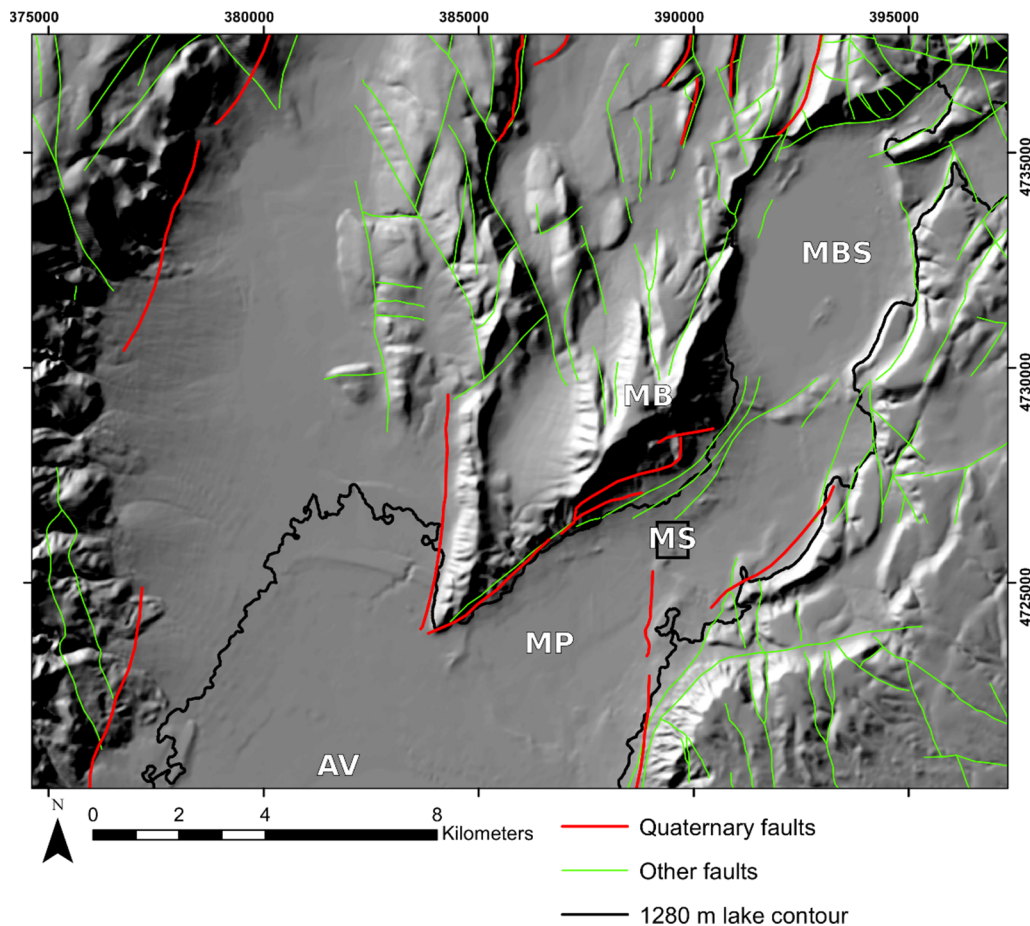 375000 380000 385000 390000 395000
4735000
MBS
4730000
MB
MS
4725000
MP
AV
N
0 2 4 8
Kilometers
Quaternary faults
Other faults
1280 m lake contour